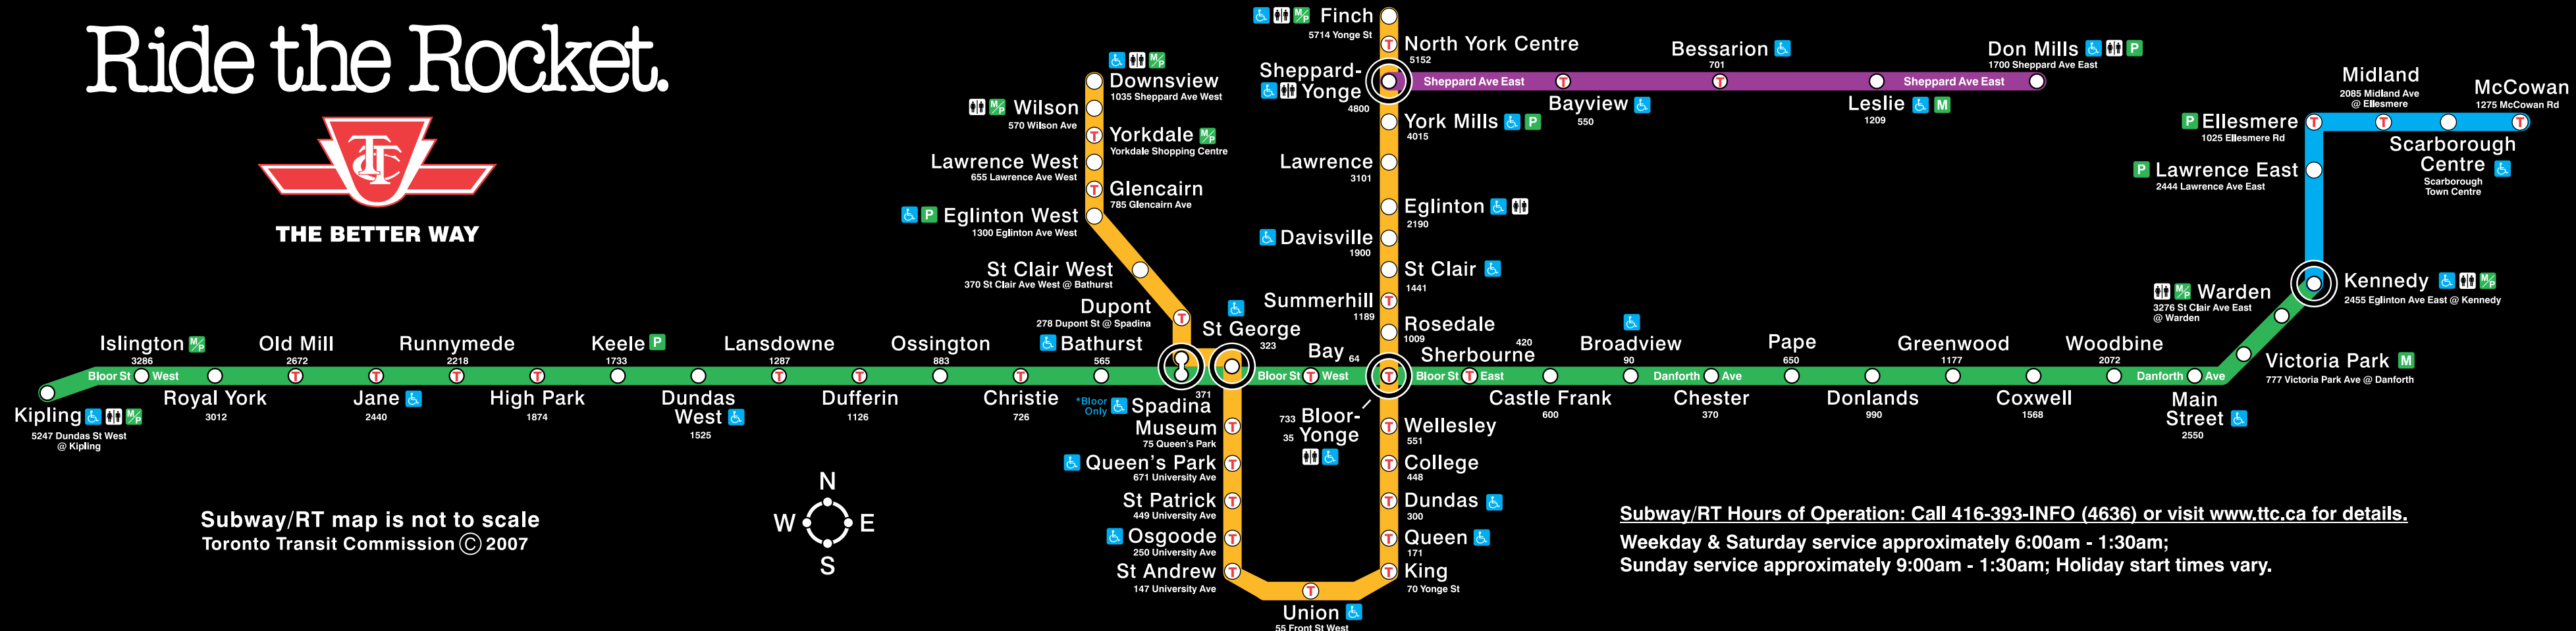 Ride the Rocket.
TTC
THE BETTER WAY
Subway/RT map is not to scale
Toronto Transit Commission © 2007
N
W E
S
Downsview
1035 Sheppard Ave West
Wilson
570 Wilson Ave
Yorkdale
Yorkdale Shopping Centre
Lawrence West
655 Lawrence Ave West
Glencairn
785 Glencairn Ave
Eglinton West
1300 Eglinton Ave West
St Clair West
370 St Clair Ave West @ Bathurst
Dupont
278 Dupont St @ Spadina
St George
323
Spadina
371
*Bloor
Only
Museum
75 Queen's Park
Queen's Park
671 University Ave
St Patrick
449 University Ave
Osgoode
250 University Ave
St Andrew
147 University Ave
Union
55 Front St West
King
70 Yonge St
Queen
171
Dundas
300
College
448
Wellesley
551
Bloor-
Yonge
733
35
Rosedale
1009
Summerhill
1189
St Clair
1441
Davisville
1900
Eglinton
2190
Lawrence
3101
York Mills
4015
Sheppard-
Yonge
4800
North York Centre
5152
Finch
5714 Yonge St
Sheppard Ave East
Bayview
550
Bessarion
701
Leslie
1209
Sheppard Ave East
Don Mills
1700 Sheppard Ave East
Kipling
5247 Dundas St West
@ Kipling
Islington
3286
Bloor St West
Royal York
3012
Old Mill
2672
Jane
2440
Runnymede
2218
High Park
1874
Keele
1733
Dundas
West
1525
Lansdowne
1287
Dufferin
1126
Ossington
883
Christie
726
Bathurst
565
Bloor St West
Bay
64
Bloor St East
Sherbourne
420
Castle Frank
600
Broadview
90
Danforth Ave
Chester
370
Pape
650
Donlands
990
Greenwood
1177
Coxwell
1568
Woodbine
2072
Danforth Ave
Main
Street
2550
Victoria Park
777 Victoria Park Ave @ Danforth
Warden
3276 St Clair Ave East
@ Warden
Kennedy
2455 Eglinton Ave East @ Kennedy
Lawrence East
2444 Lawrence Ave East
Ellesmere
1025 Ellesmere Rd
Midland
2085 Midland Ave
@ Ellesmere
Scarborough
Centre
Scarborough
Town Centre
McCowan
1275 McCowan Rd
Subway/RT Hours of Operation: Call 416-393-INFO (4636) or visit www.ttc.ca for details.
Weekday & Saturday service approximately 6:00am - 1:30am;
Sunday service approximately 9:00am - 1:30am; Holiday start times vary.